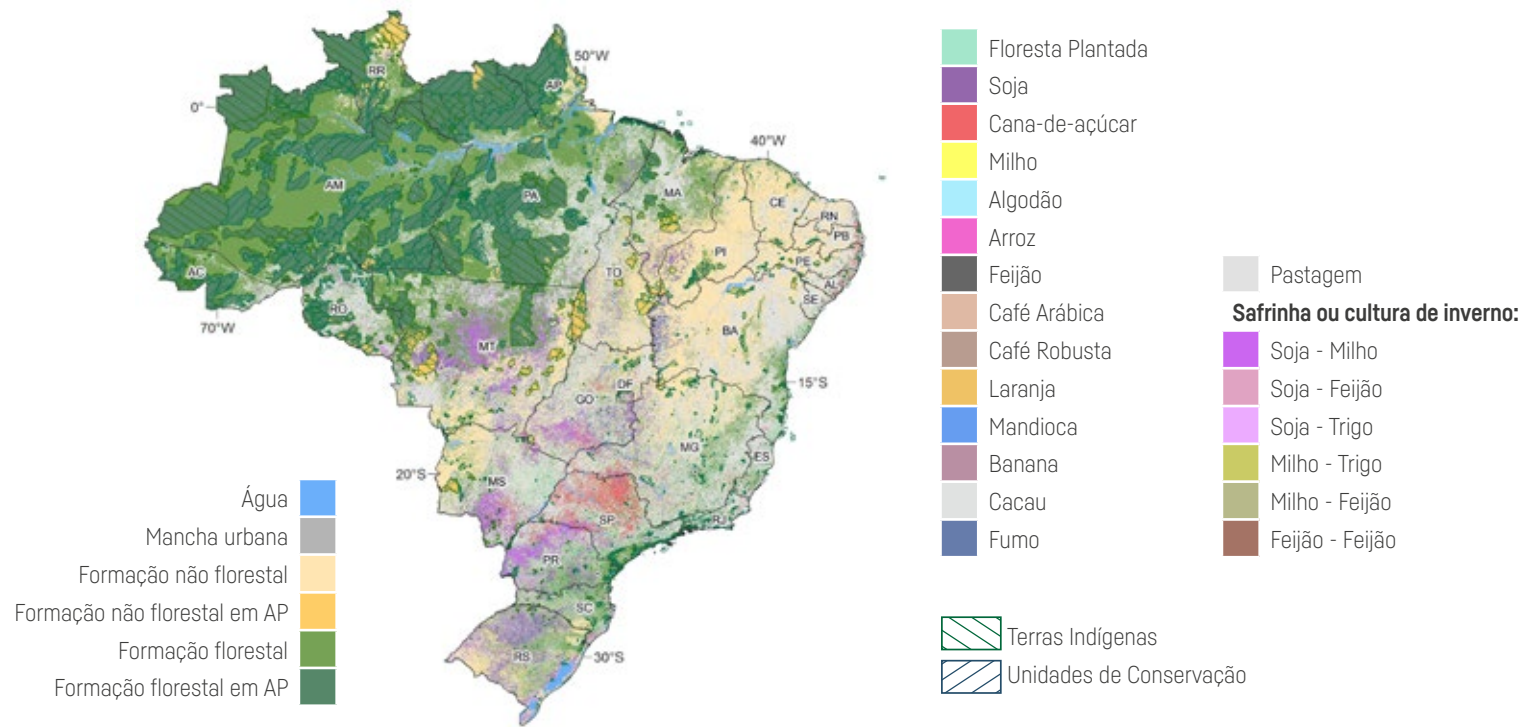 50°W
RR
AP
0°
40°W
AM
PA
MA
CE
RN
PB
PI
PE
AC
TO
AL
SE
RO
70°W
BA
MT
15°S
DF
GO
MG
ES
20°S
MS
SP
RJ
PR
SC
RS
30°S
Água
Mancha urbana
Formação não florestal
Formação não florestal em AP
Formação florestal
Formação florestal em AP
Floresta Plantada
Soja
Cana-de-açúcar
Milho
Algodão
Arroz
Feijão
Café Arábica
Café Robusta
Laranja
Mandioca
Banana
Cacau
Fumo
Pastagem
Safrinha ou cultura de inverno:
Soja - Milho
Soja - Feijão
Soja - Trigo
Milho - Trigo
Milho - Feijão
Feijão - Feijão
Terras Indígenas
Unidades de Conservação